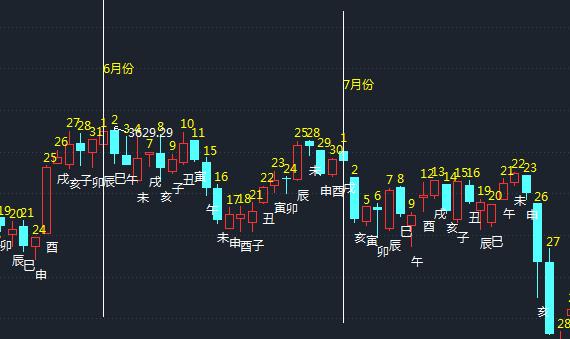 6月份
7月份
3629.29
19 20 21 24 25 26 27 28 31 1 2 3 4 7 8 9 10 11 15 16 17 18 21 22 23 24 25 28 29 30 1 2 5 6 7 8 9 12 13 14 15 16 19 20 21 22 23 26 27 28
卯 辰 巳 申 酉 戌 亥 子 卯 辰 巳 午 未 戌 亥 子 丑 寅 午 未 申 酉 子 丑 寅 卯 辰 未 申 酉 戌 亥 寅 卯 辰 巳 午 酉 戌 亥 子 丑 辰 巳 午 未 申 亥